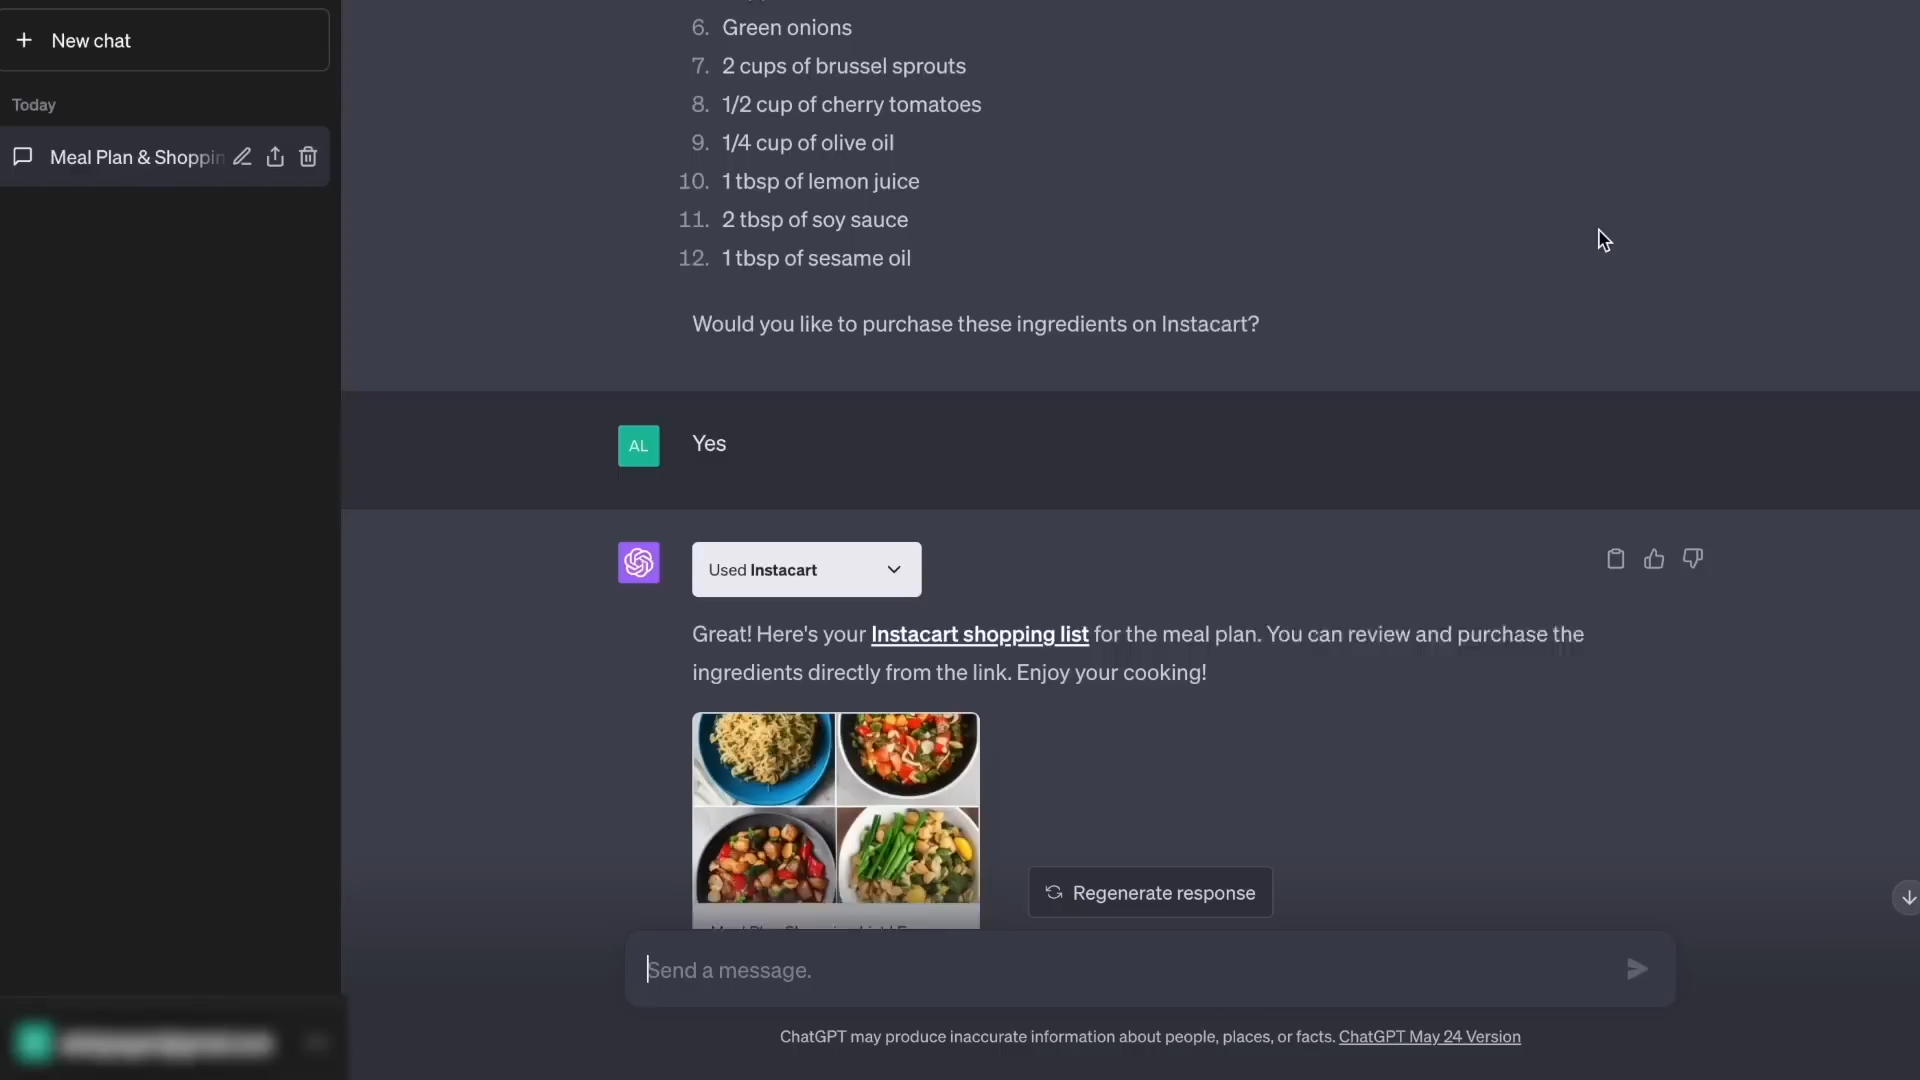 New chat
Today
Meal Plan & Shoppin
6. Green onions
7. 2 cups of brussel sprouts
8. 1/2 cup of cherry tomatoes
9. 1/4 cup of olive oil
10. 1 tbsp of lemon juice
11. 2 tbsp of soy sauce
12. 1 tbsp of sesame oil
Would you like to purchase these ingredients on Instacart?
AL
Yes
Used Instacart
Great! Here's your Instacart shopping list for the meal plan. You can review and purchase the
ingredients directly from the link. Enjoy your cooking!
Regenerate response
Send a message.
ChatGPT may produce inaccurate information about people, places, or facts. ChatGPT May 24 Version